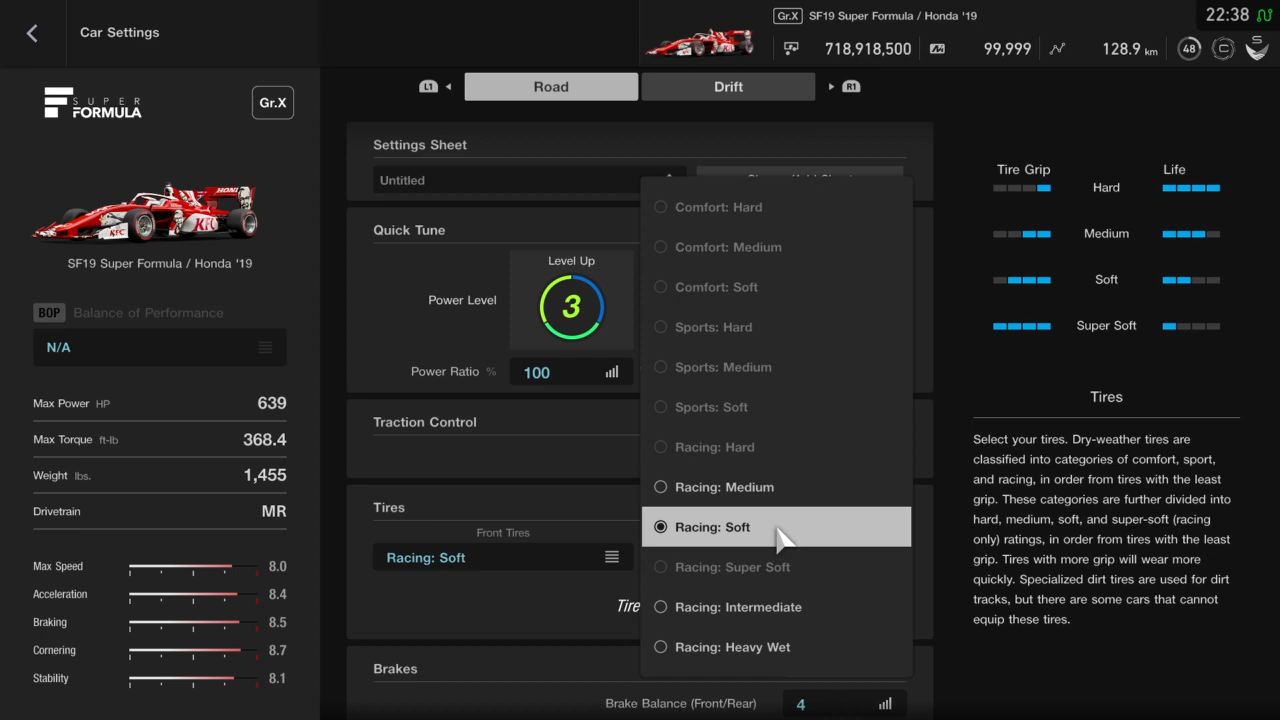 Car Settings
Gr.X SF19 Super Formula / Honda '19
718,918,500 99,999 128.9 km 48 C S
22:38
SUPER FORMULA
Gr.X
L1 Road Drift R1
KFC
SF19 Super Formula / Honda '19
BOP Balance of Performance
N/A
Max Power HP 639
Max Torque ft-lb 368.4
Weight lbs. 1,455
Drivetrain MR
Max Speed 8.0
Acceleration 8.4
Braking 8.5
Cornering 8.7
Stability 8.1
Settings Sheet
Untitled
Quick Tune
Level Up
Power Level 3
Power Ratio % 100
Traction Control
Tires
Front Tires
Racing: Soft
Tire
Brakes
Brake Balance (Front/Rear) 4
Comfort: Hard
Comfort: Medium
Comfort: Soft
Sports: Hard
Sports: Medium
Sports: Soft
Racing: Hard
Racing: Medium
Racing: Soft
Racing: Super Soft
Racing: Intermediate
Racing: Heavy Wet
Tire Grip Life
Hard
Medium
Soft
Super Soft
Tires
Select your tires. Dry-weather tires are
classified into categories of comfort, sport,
and racing, in order from tires with the least
grip. These categories are further divided into
hard, medium, soft, and super-soft (racing
only) ratings, in order from tires with the least
grip. Tires with more grip will wear more
quickly. Specialized dirt tires are used for dirt
tracks, but there are some cars that cannot
equip these tires.